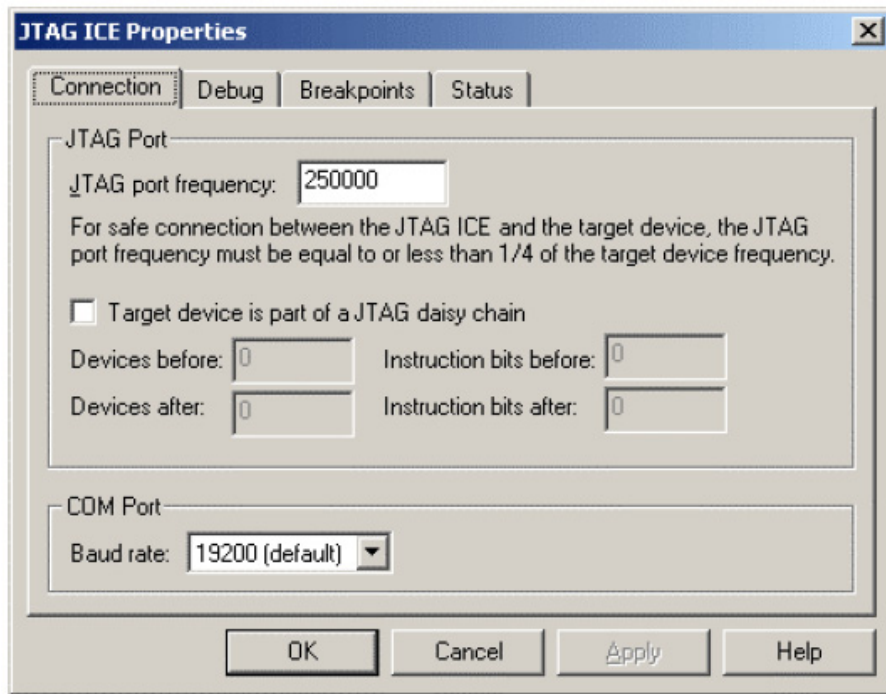 JTAG ICE Properties
Connection Debug Breakpoints Status
JTAG Port
JTAG port frequency: 250000
For safe connection between the JTAG ICE and the target device, the JTAG
port frequency must be equal to or less than 1/4 of the target device frequency.
Target device is part of a JTAG daisy chain
Devices before: 0 Instruction bits before: 0
Devices after: 0 Instruction bits after: 0
COM Port
Baud rate: 19200 (default)
OK Cancel Apply Help